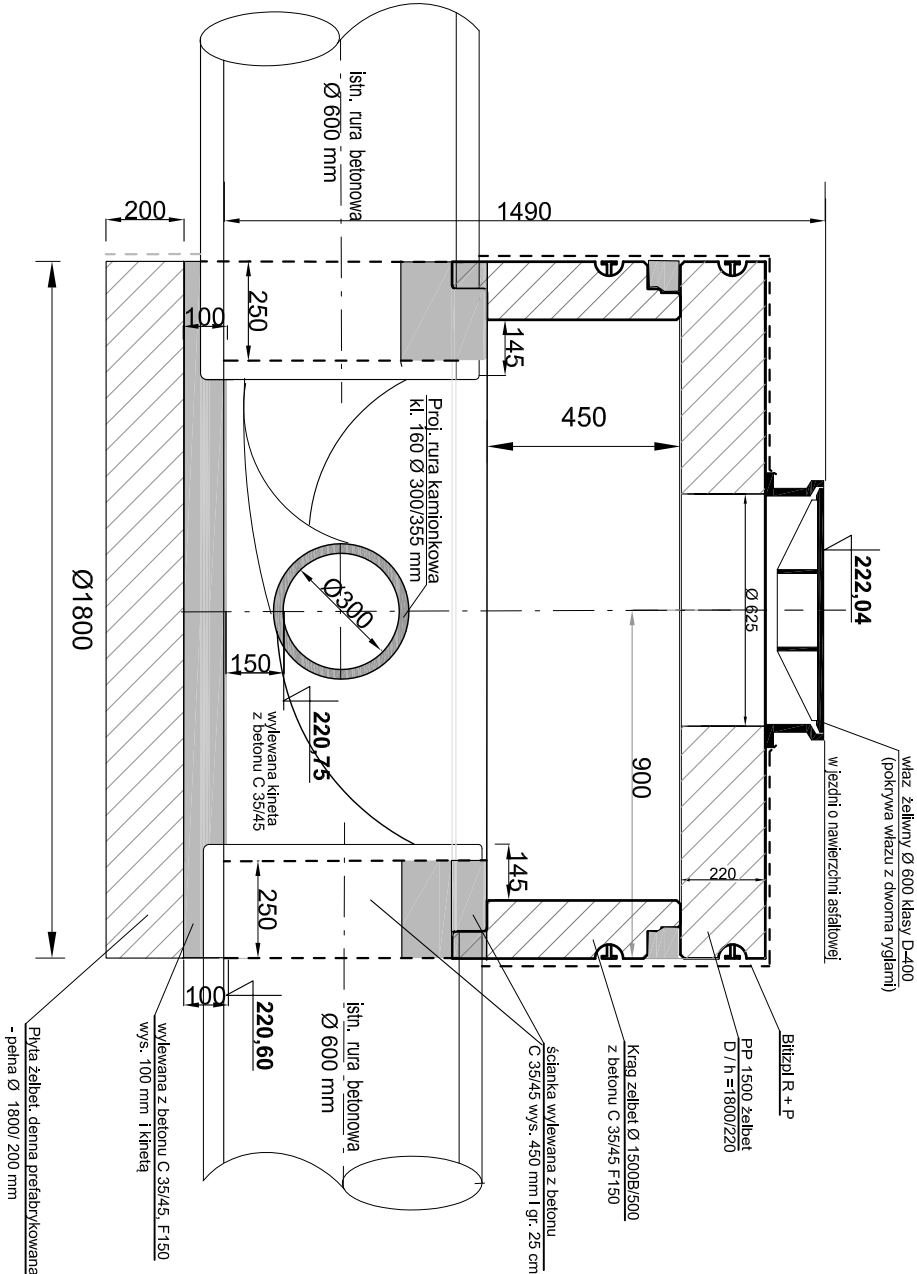 właz żeliwny Ø 600 klasy D-400
(pokrywa włazu z dwoma ryglami)
w jezdni o nawierzchni asfaltowej
222,04
Ø 625
220
Bitizpl R + P
PP 1500 żelbet
D / h =1800/220
1490
450
900
145
145
Krąg zelbet Ø 1500B/500
z betonu C 35/45 F150
ścianka wylewana z betonu
C 35/45 wys. 450 mm I gr. 25 cm
istn. rura betonowa
Ø 600 mm
Proj. rura kamionkowa
kl. 160 Ø 300/355 mm
Ø300
istn. rura betonowa
Ø 600 mm
250
250
150
220,75
wylewana kineta
z betonu C 35/45
100
100
220,60
200
Ø1800
wylewana z betonu C 35/45, F150
wys. 100 mm i kinetą
Płyta żelbet. denna prefabrykowana
- pełna Ø 1800/ 200 mm